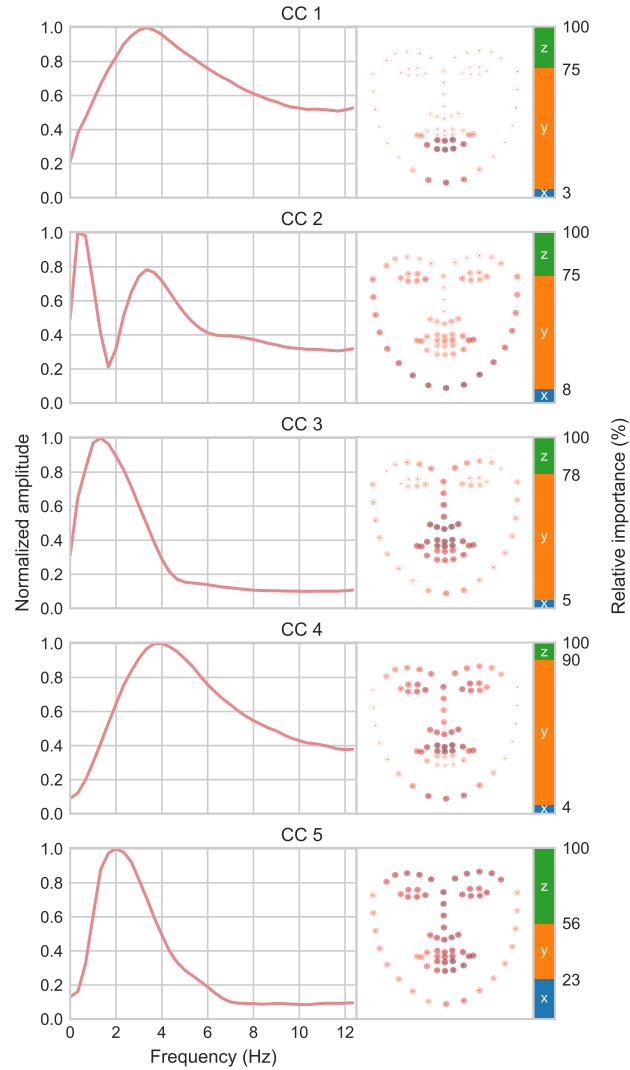 CC 1
1.0
0.8
0.6
0.4
0.2
0.0
z
y
x
100
75
3
CC 2
1.0
0.8
0.6
0.4
0.2
0.0
z
y
x
100
75
8
CC 3
1.0
0.8
0.6
0.4
0.2
0.0
z
y
x
100
78
5
Normalized amplitude
Relative importance (%)
CC 4
1.0
0.8
0.6
0.4
0.2
0.0
z
y
x
100
90
4
CC 5
1.0
0.8
0.6
0.4
0.2
0.0
z
y
x
100
56
23
0 2 4 6 8 10 12
Frequency (Hz)